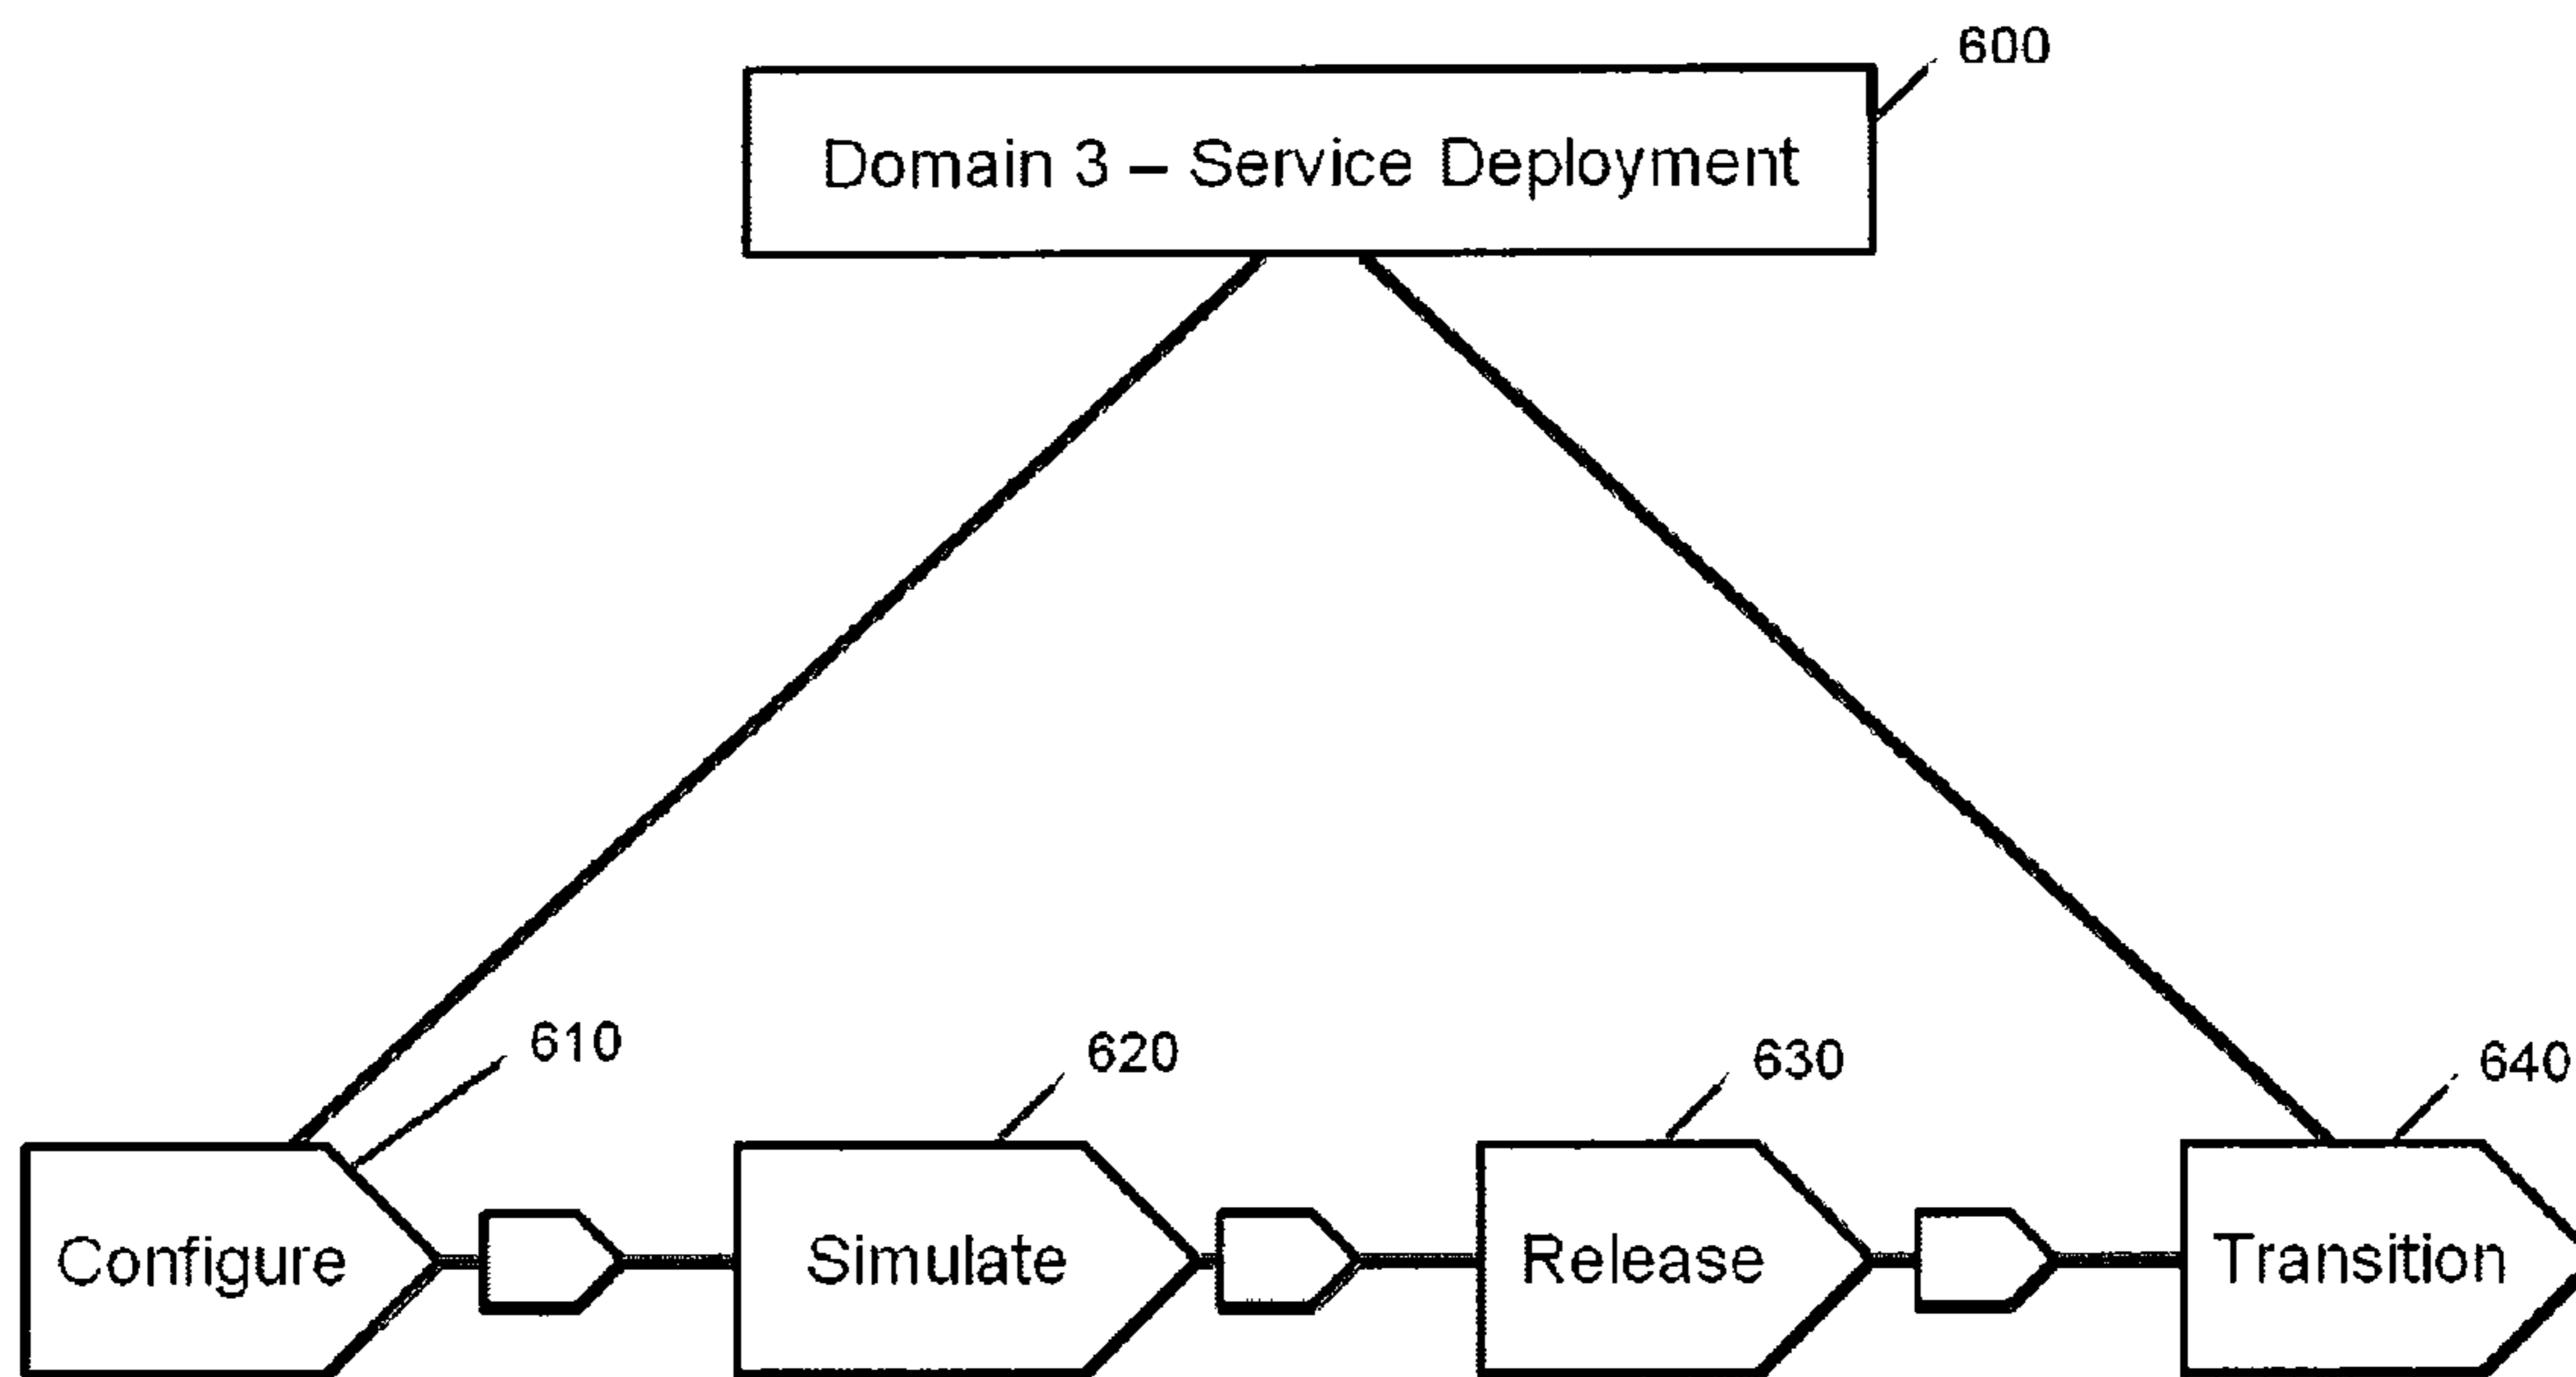 600
Domain 3 – Service Deployment
610
620
630
640
Configure
Simulate
Release
Transition